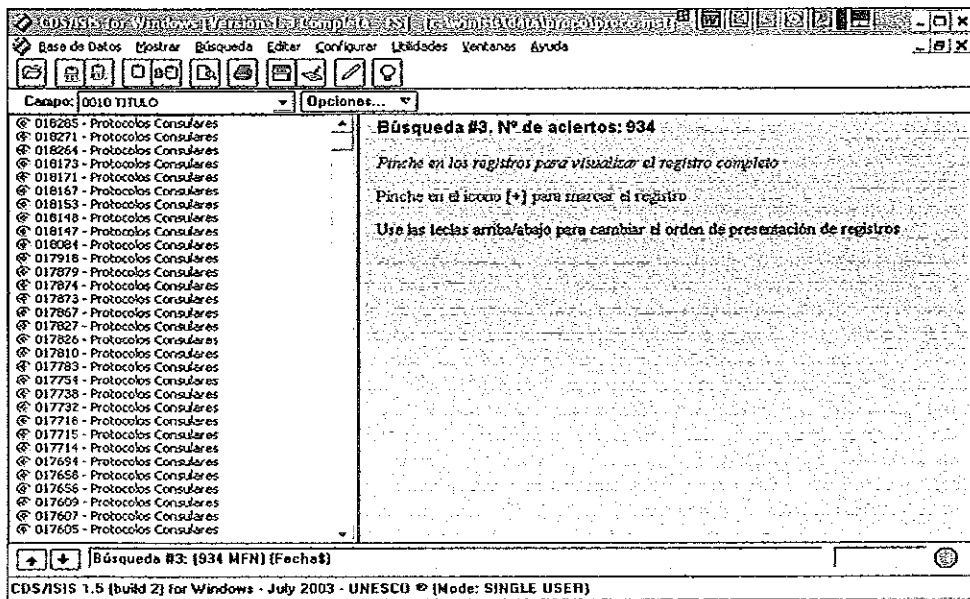 CDS/ISIS for Windows (Version 1.5) Complete
Base de Datos Mostrar Búsqueda Editar Configurar Utilidades Ventanas Ayuda
Campo: 0010 TITULO Opciones...
018285 - Protocolos Consulares
018271 - Protocolos Consulares
018264 - Protocolos Consulares
018173 - Protocolos Consulares
018171 - Protocolos Consulares
018167 - Protocolos Consulares
018153 - Protocolos Consulares
018148 - Protocolos Consulares
018147 - Protocolos Consulares
018084 - Protocolos Consulares
017918 - Protocolos Consulares
017879 - Protocolos Consulares
017874 - Protocolos Consulares
017873 - Protocolos Consulares
017867 - Protocolos Consulares
017827 - Protocolos Consulares
017826 - Protocolos Consulares
017810 - Protocolos Consulares
017783 - Protocolos Consulares
017754 - Protocolos Consulares
017738 - Protocolos Consulares
017732 - Protocolos Consulares
017716 - Protocolos Consulares
017715 - Protocolos Consulares
017714 - Protocolos Consulares
017694 - Protocolos Consulares
017658 - Protocolos Consulares
017656 - Protocolos Consulares
017609 - Protocolos Consulares
017607 - Protocolos Consulares
017605 - Protocolos Consulares
Búsqueda #3. Nº de aciertos: 934
Pinche en los registros para visualizar el registro completo
Pinche en el icono [+] para marcar el registro
Use las teclas arriba/abajo para cambiar el orden de presentación de registros
Búsqueda #3: (934 MFN) (Fecha$)
CDS/ISIS 1.5 (build 2) for Windows - July 2003 - UNESCO © (Mode: SINGLE USER)